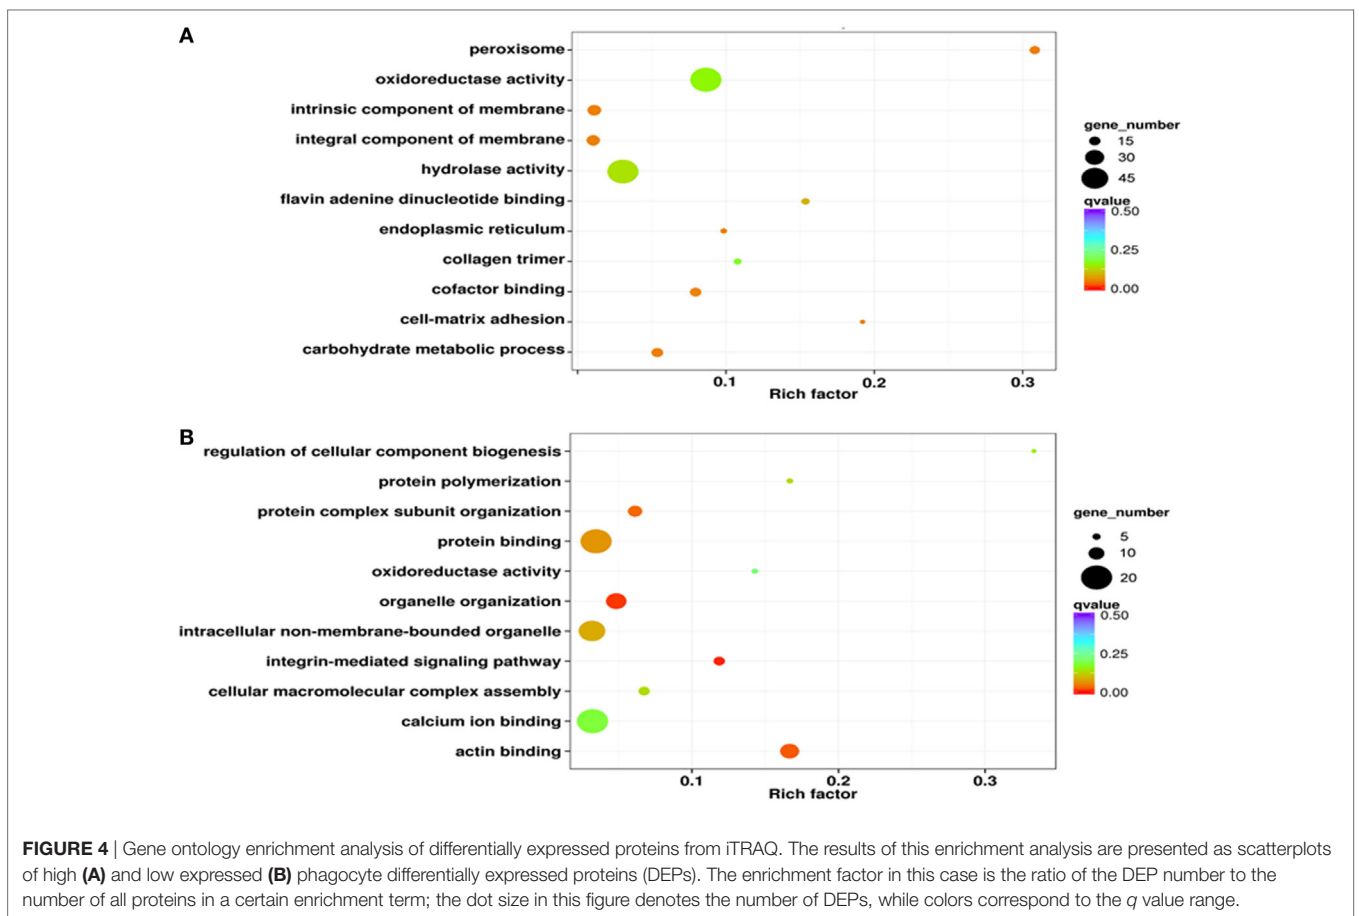 A
peroxisome
oxidoreductase activity
intrinsic component of membrane
integral component of membrane
hydrolase activity
flavin adenine dinucleotide binding
endoplasmic reticulum
collagen trimer
cofactor binding
cell-matrix adhesion
carbohydrate metabolic process
0.1 0.2 0.3
Rich factor
gene_number
15
30
45
qvalue
0.50
0.25
0.00
B
regulation of cellular component biogenesis
protein polymerization
protein complex subunit organization
protein binding
oxidoreductase activity
organelle organization
intracellular non-membrane-bounded organelle
integrin-mediated signaling pathway
cellular macromolecular complex assembly
calcium ion binding
actin binding
0.1 0.2 0.3
Rich factor
gene_number
5
10
20
qvalue
0.50
0.25
0.00
FIGURE 4 | Gene ontology enrichment analysis of differentially expressed proteins from iTRAQ. The results of this enrichment analysis are presented as scatterplots
of high (A) and low expressed (B) phagocyte differentially expressed proteins (DEPs). The enrichment factor in this case is the ratio of the DEP number to the
number of all proteins in a certain enrichment term; the dot size in this figure denotes the number of DEPs, while colors correspond to the q value range.